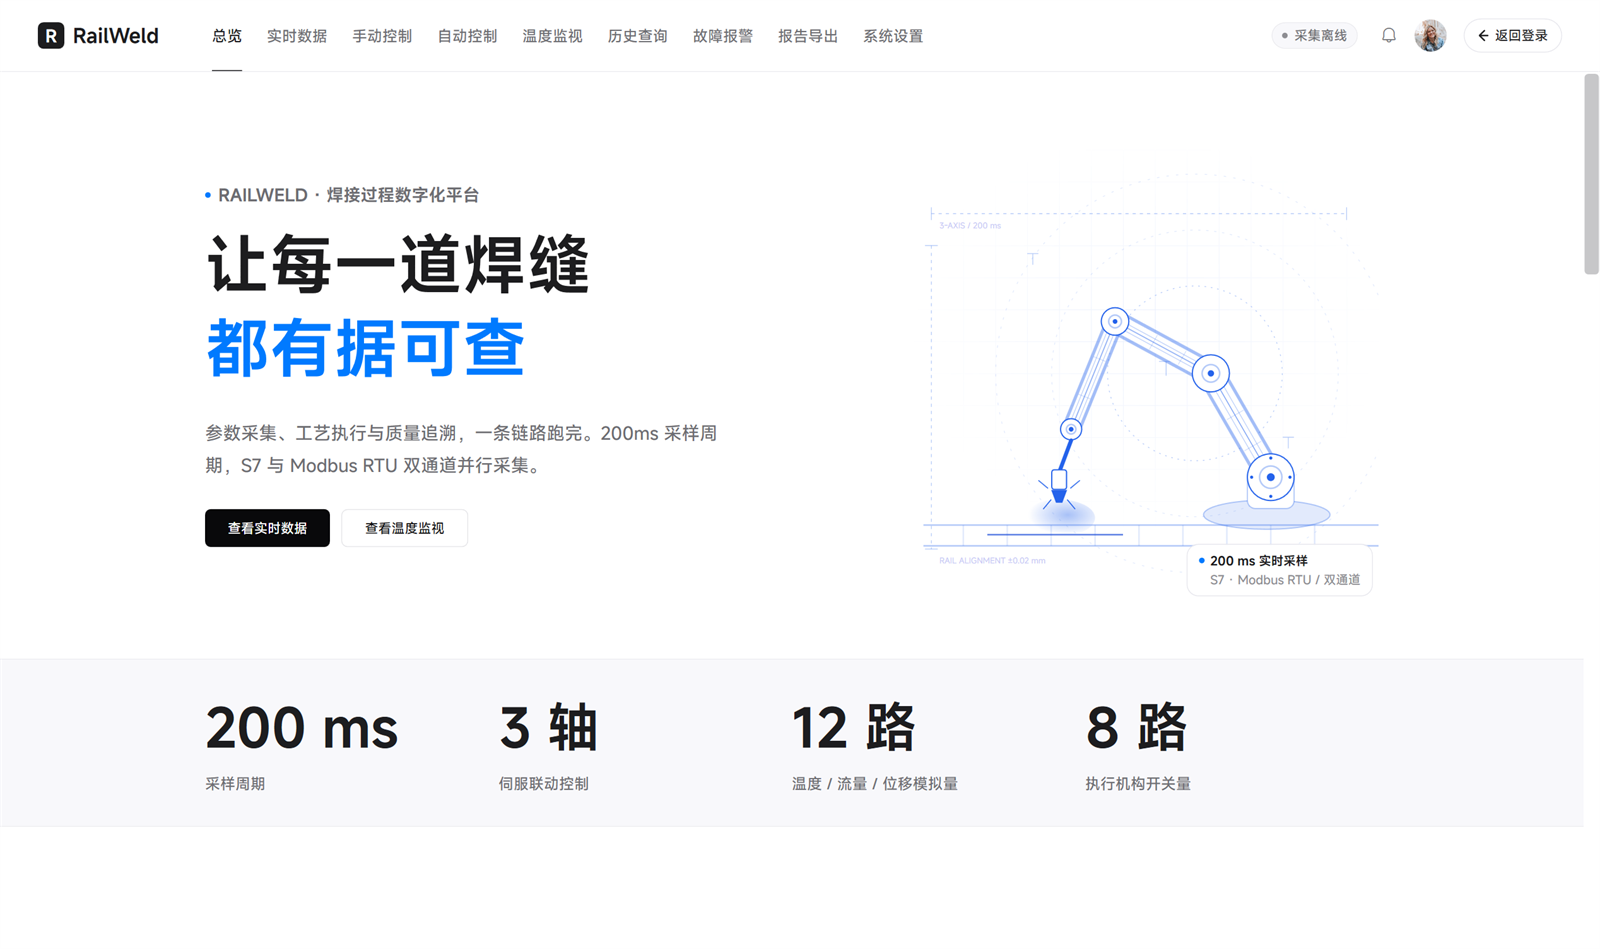 R RailWeld
总览 实时数据 手动控制 自动控制 温度监视 历史查询 故障报警 报告导出 系统设置
采集离线
返回登录
RAILWELD · 焊接过程数字化平台
让每一道焊缝
都有据可查
参数采集、工艺执行与质量追溯，一条链路跑完。200ms 采样周
期，S7 与 Modbus RTU 双通道并行采集。
查看实时数据 查看温度监视
3-AXIS / 200 ms
RAIL ALIGNMENT ±0.02 mm
200 ms 实时采样
S7 · Modbus RTU / 双通道
200 ms
采样周期
3 轴
伺服联动控制
12 路
温度 / 流量 / 位移模拟量
8 路
执行机构开关量